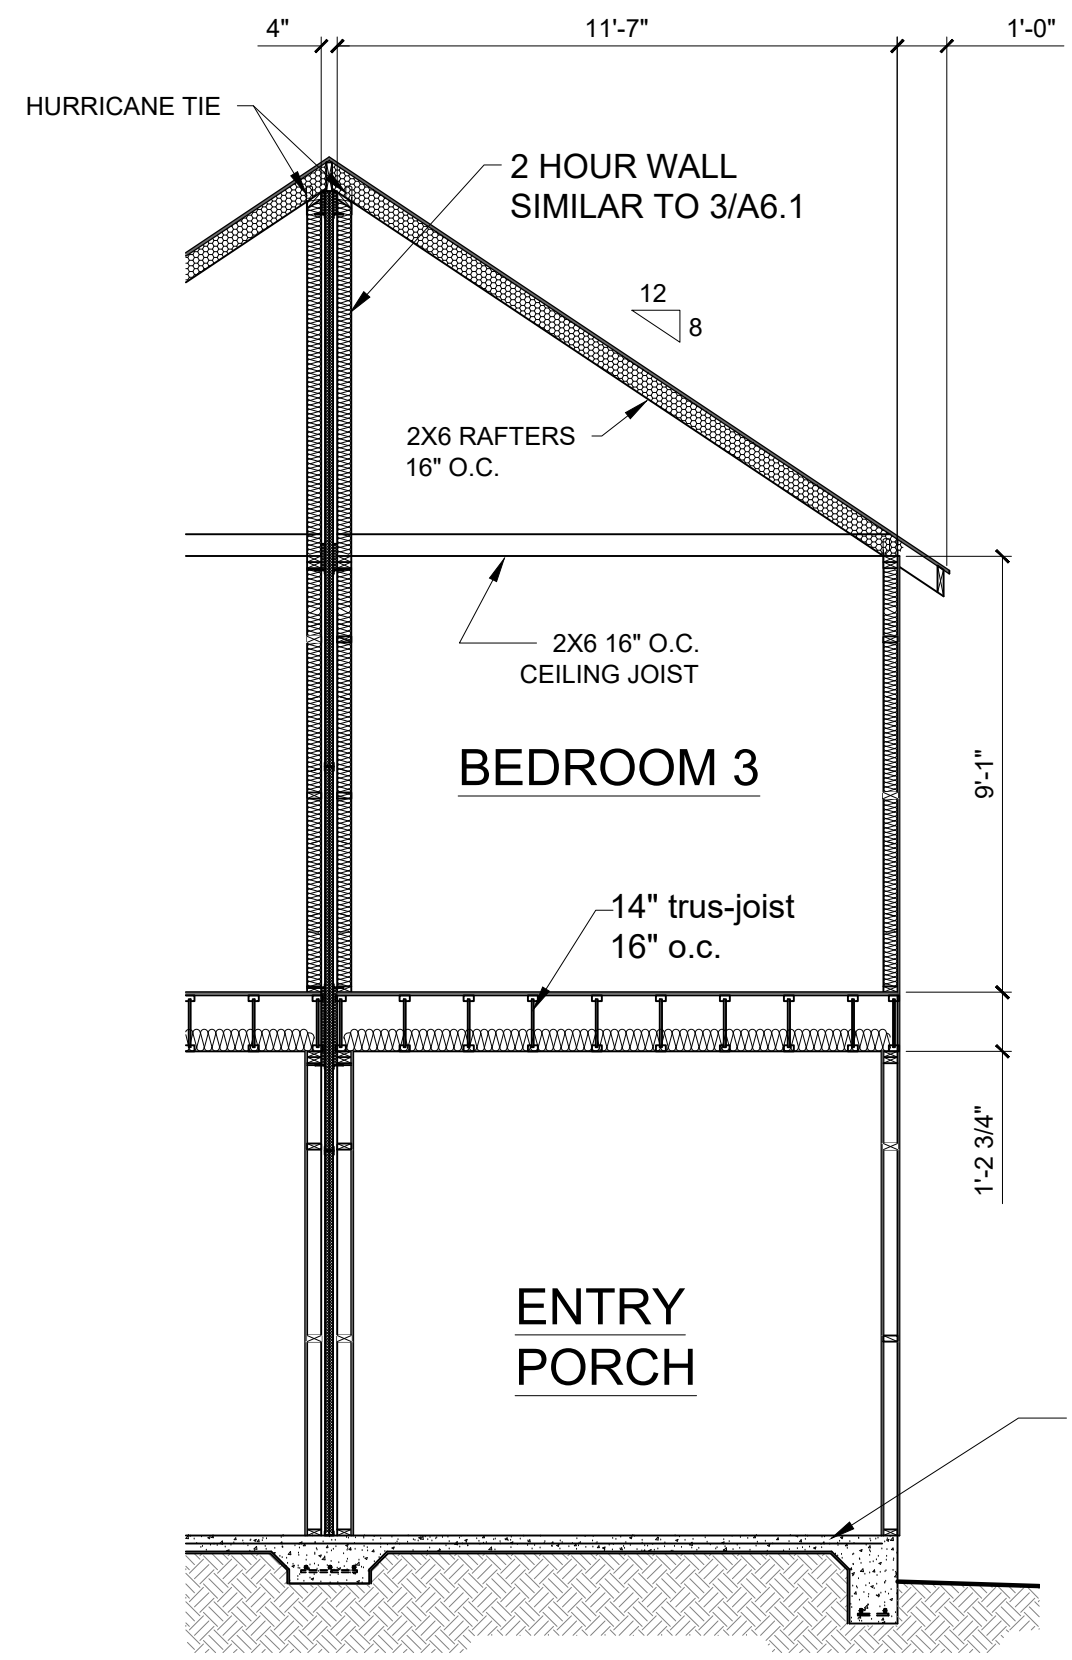 4" 11'-7" 1'-0"
HURRICANE TIE
2 HOUR WALL
SIMILAR TO 3/A6.1
12
8
2X6 RAFTERS
16" O.C.
2X6 16" O.C.
CEILING JOIST
BEDROOM 3
9'-1"
14" trus-joist
16" o.c.
1'-2 3/4"
ENTRY
PORCH